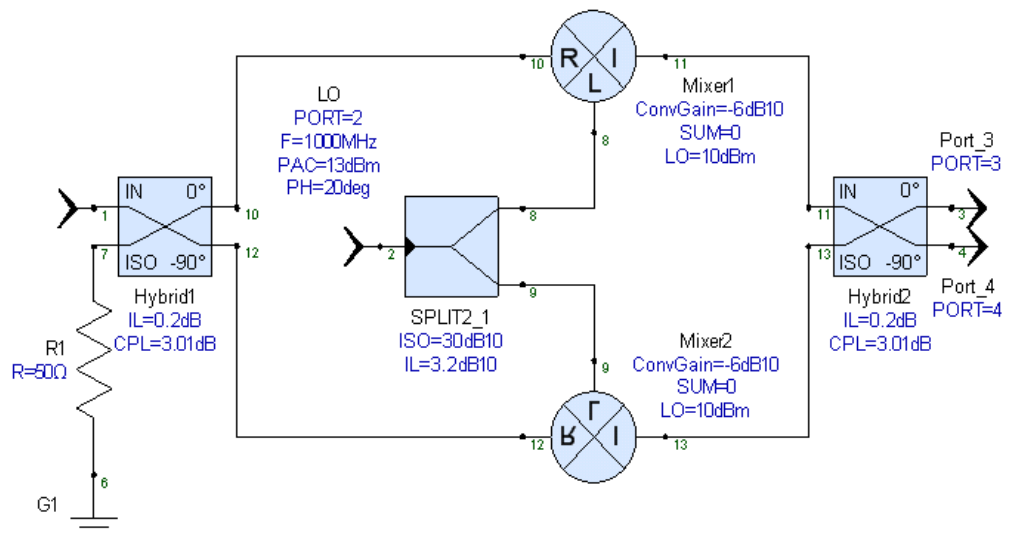 R I
L
10
11
8
Mixer1
ConvGain=-6dB10
SUM=0
LO=10dBm
LO
PORT=2
F=1000MHz
PAC=13dBm
PH=20deg
Port_3
PORT=3
IN 0°
ISO -90°
1
7
10
12
Hybrid1
IL=0.2dB
CPL=3.01dB
2
8
9
SPLIT2_1
ISO=30dB10
IL=3.2dB10
IN 0°
ISO -90°
11
13
3
4
Hybrid2
IL=0.2dB
CPL=3.01dB
Port_4
PORT=4
R1
R=50Ω
Mixer2
ConvGain=-6dB10
SUM=0
LO=10dBm
9
L
R I
12
13
6
G1